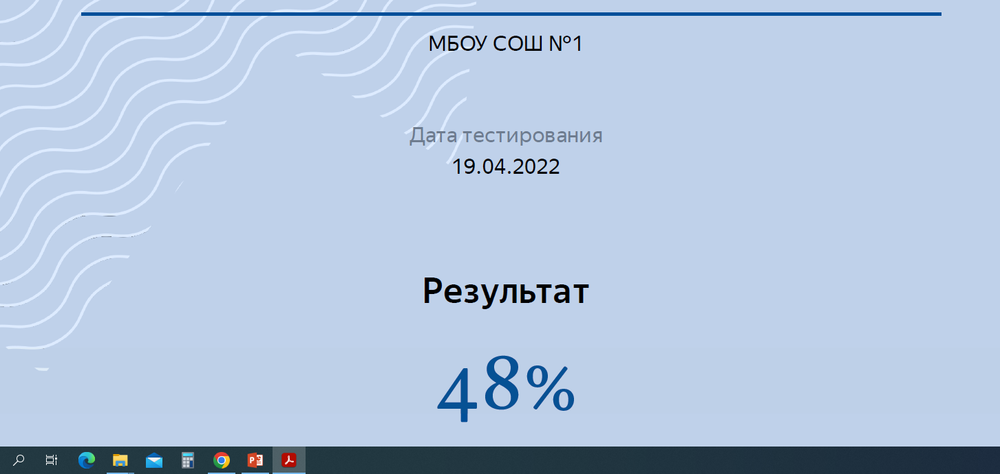 МБОУ СОШ №1
Дата тестирования
19.04.2022
Результат
48%